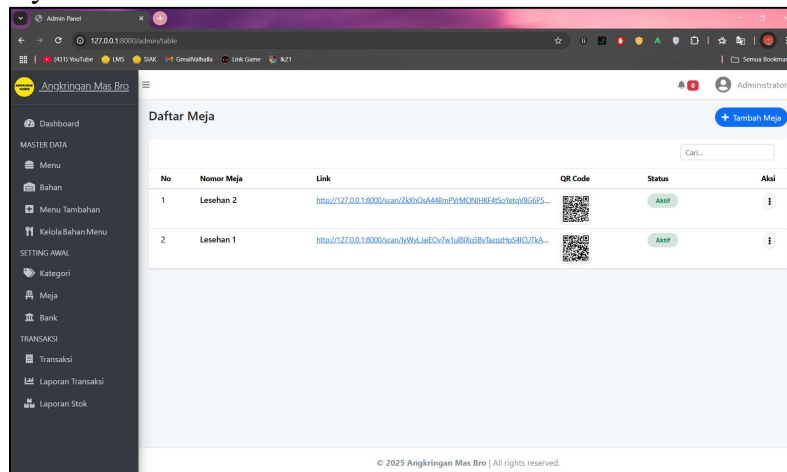 Admin Panel
127.0.0.1:8000/admin/table
(431) YouTube LMS SIAK GmailValhalla Link Game lk21 Semua Bookmar
Angkringan Mas Bro
0 Administrator
Dashboard
MASTER DATA
Menu
Bahan
Menu Tambahan
Kelola Bahan Menu
SETTING AWAL
Kategori
Meja
Bank
TRANSAKSI
Transaksi
Laporan Transaksi
Laporan Stok
Daftar Meja
+ Tambah Meja
Cari...
No Nomor Meja Link QR Code Status Aksi
1 Lesehan 2 Aktif
2 Lesehan 1 Aktif
© 2025 Angkringan Mas Bro | All rights reserved.